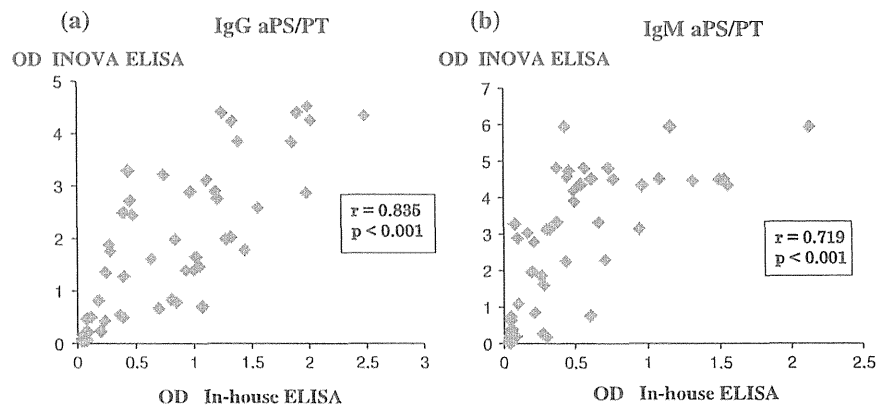 (a)
IgG aPS/PT
OD INOVA ELISA
5
4
3
2
1
0
0
0.5
1
1.5
2
2.5
3
r = 0.835
p < 0.001
OD In-house ELISA
(b)
IgM aPS/PT
OD INOVA ELISA
7
6
5
4
3
2
1
0
0
0.5
1
1.5
2
2.5
r = 0.719
p < 0.001
OD In-house ELISA